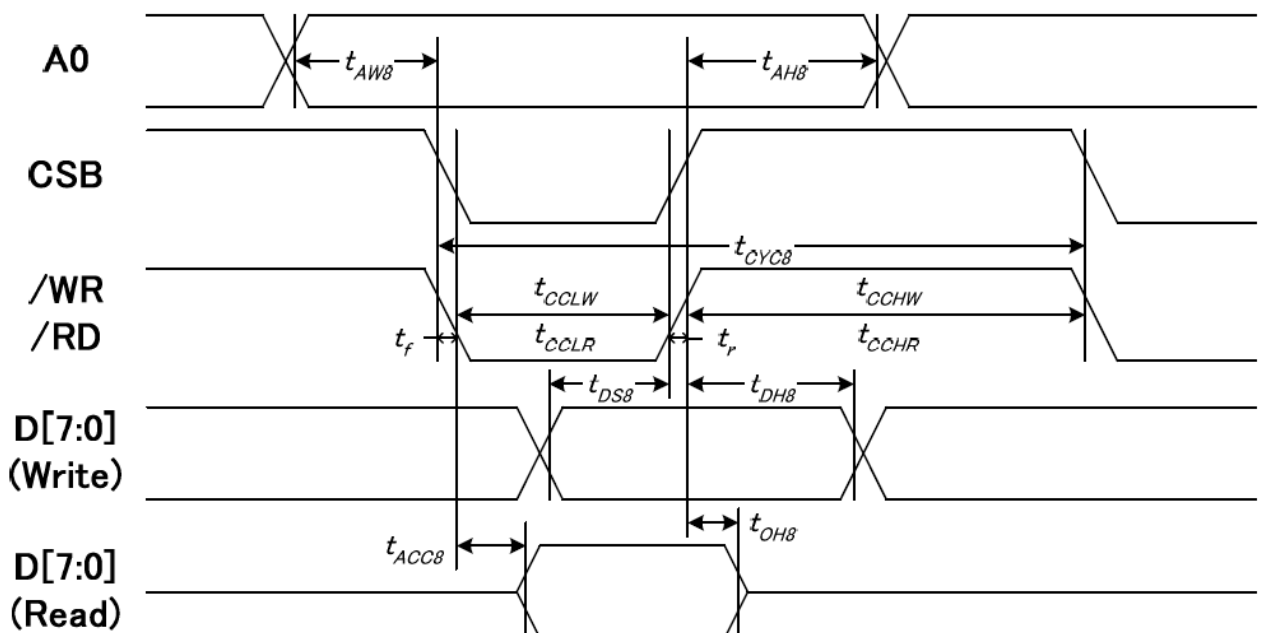 A0
t_AW8
t_AH8
CSB
t_CYC8
/WR
/RD
t_CCLW
t_CCHW
t_f
t_CCLR
t_r
t_CCHR
t_DS8
t_DH8
D[7:0]
(Write)
t_OH8
t_ACC8
D[7:0]
(Read)